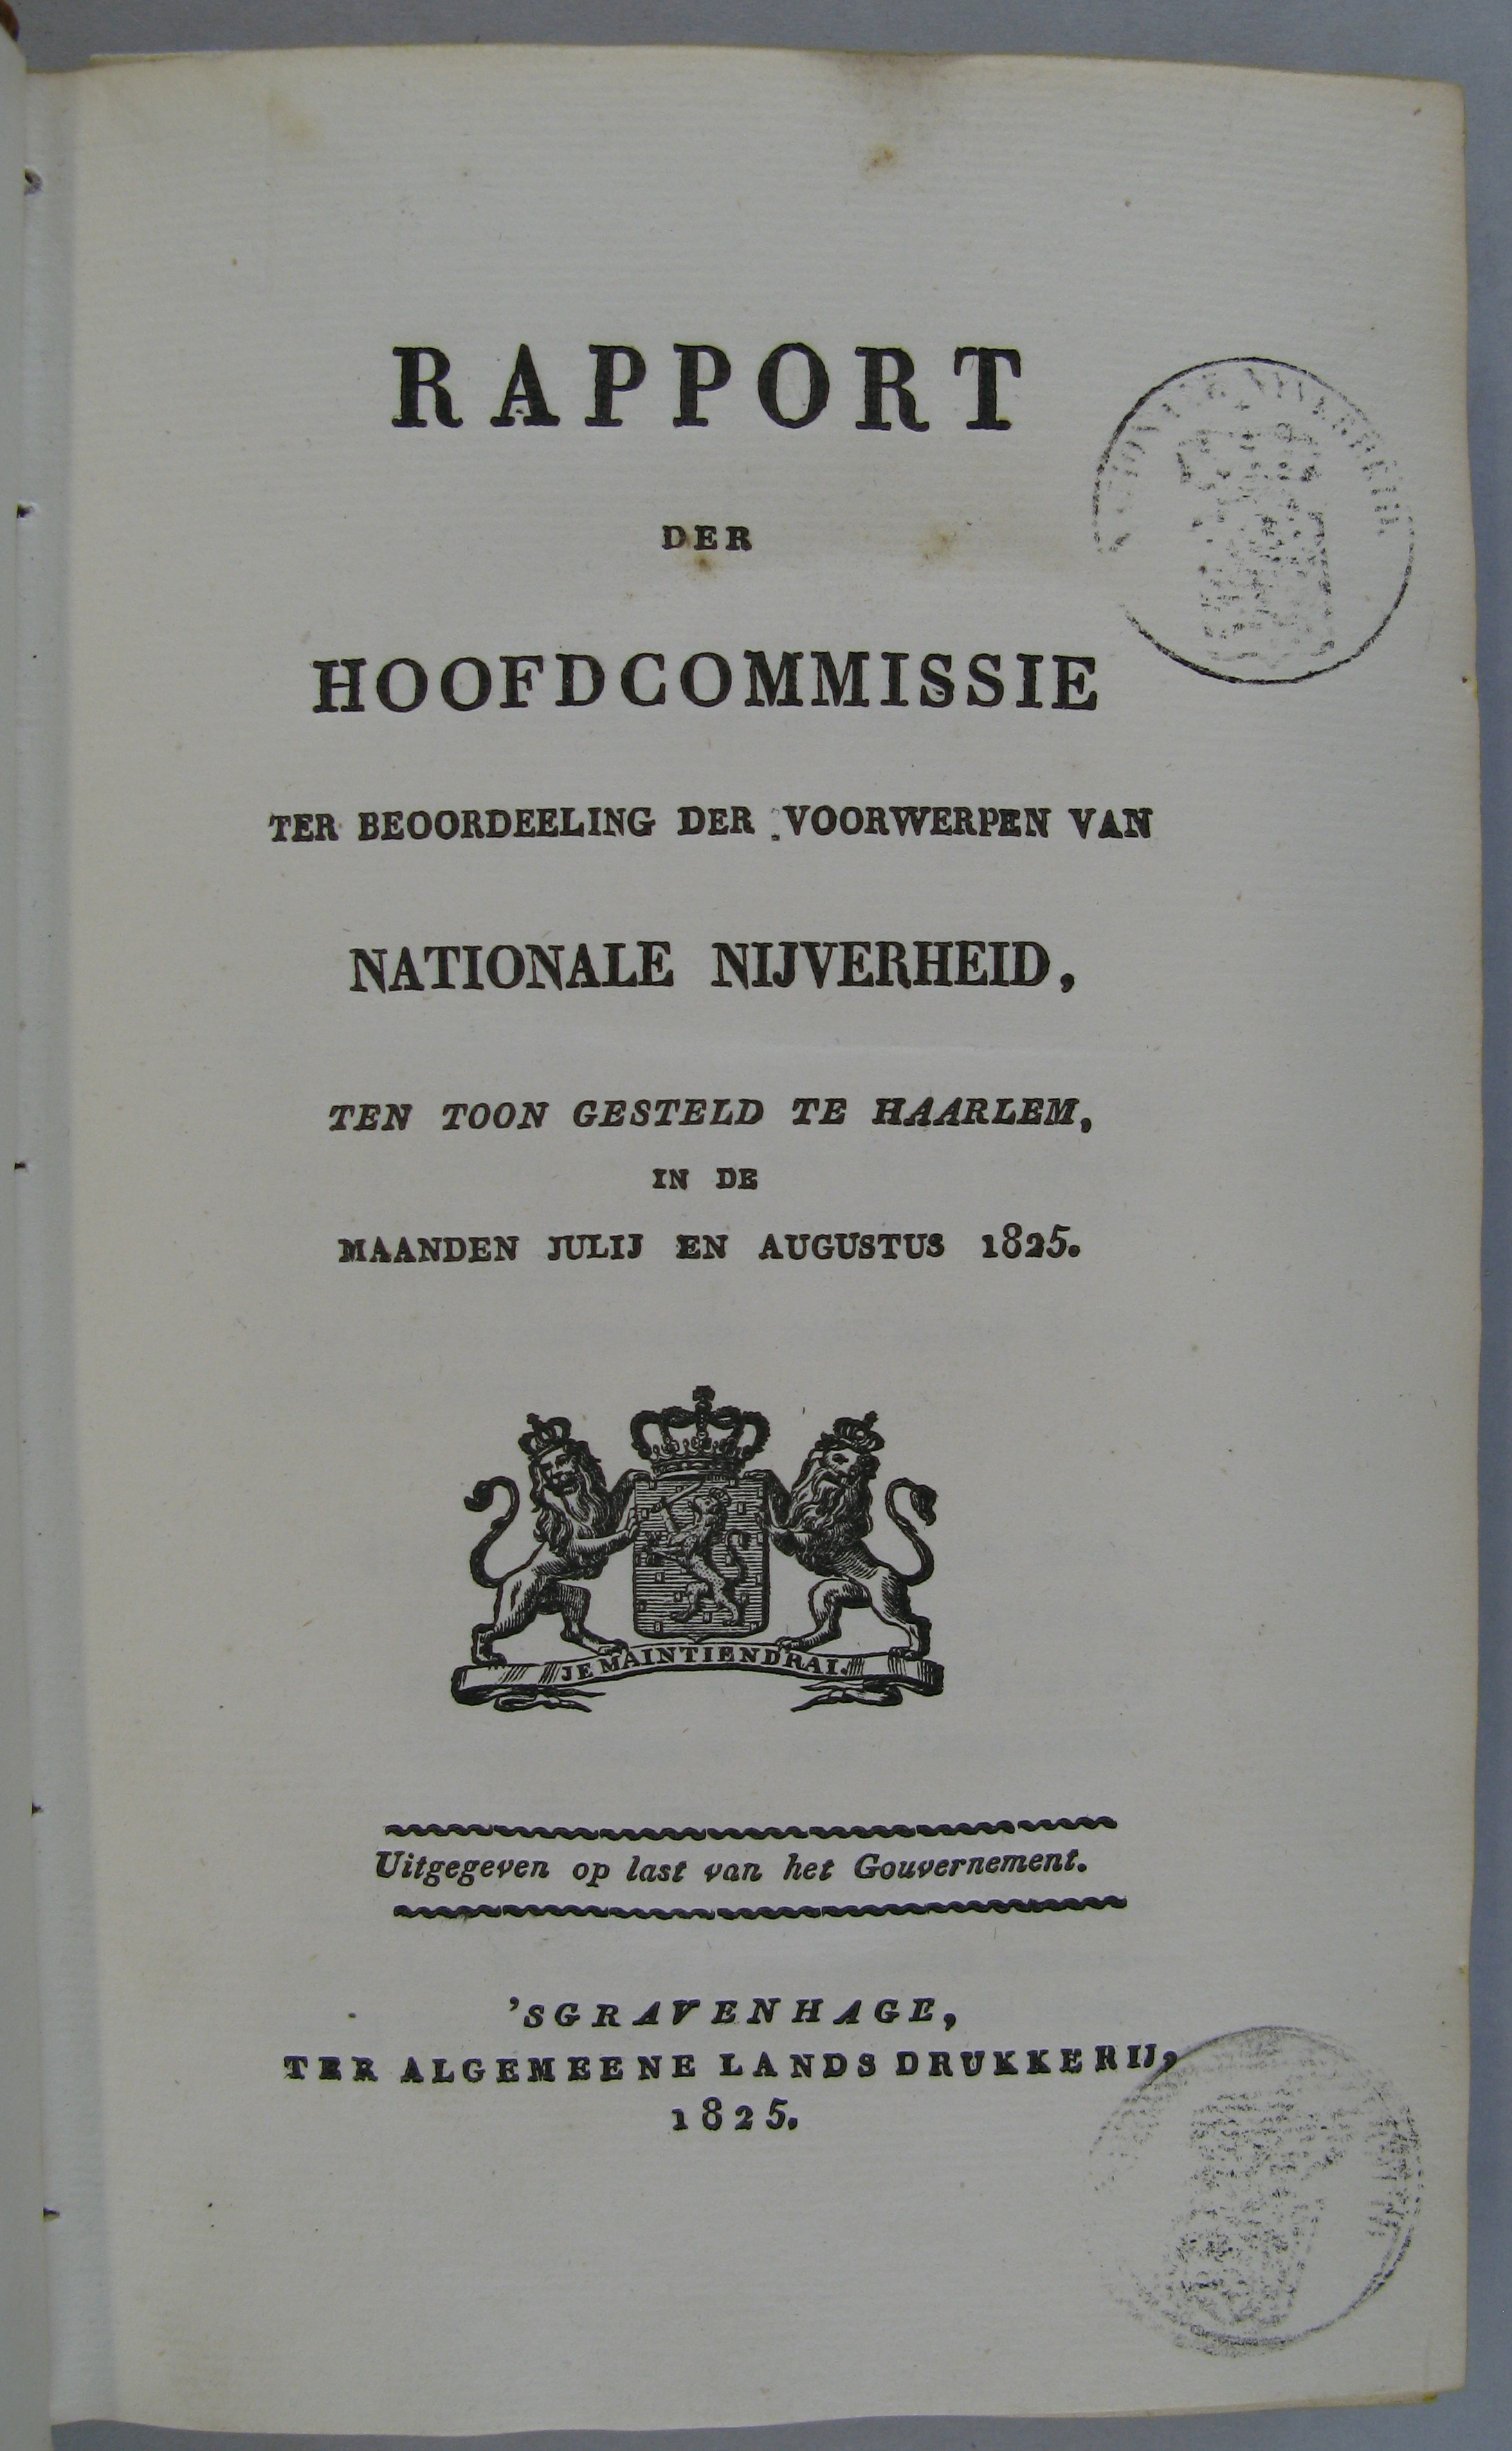 RAPPORT
DER
HOOFDCOMMISSIE
TER BEOORDEELING DER VOORWERPEN VAN
NATIONALE NIJVERHEID,
TEN TOON GESTELD TE HAARLEM,
IN DE
MAANDEN JULIJ EN AUGUSTUS 1825.
JE MAINTIENDRAI.
Uitgegeven op last van het Gouvernement.
'SGRAVENHAGE,
TER ALGEMEENE LANDS DRUKKERIJ,
1825.